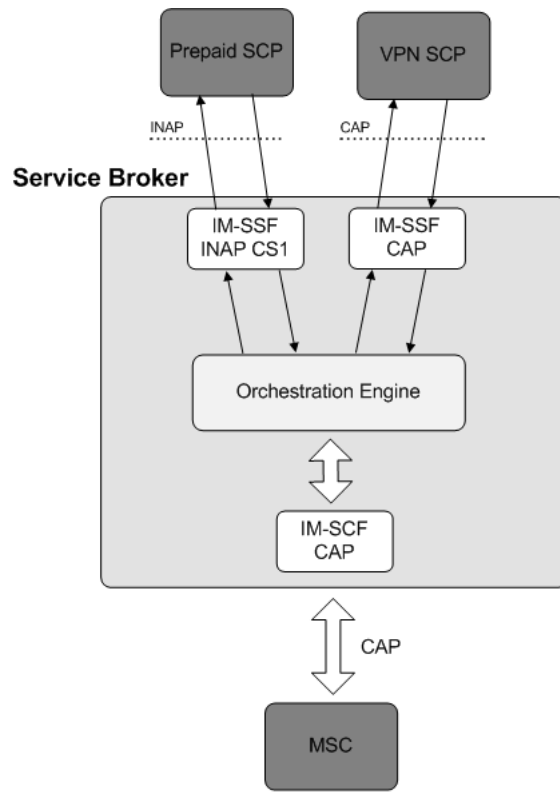 Prepaid SCP
VPN SCP
INAP
CAP
Service Broker
IM-SSF
INAP CS1
IM-SSF
CAP
Orchestration Engine
IM-SCF
CAP
CAP
MSC